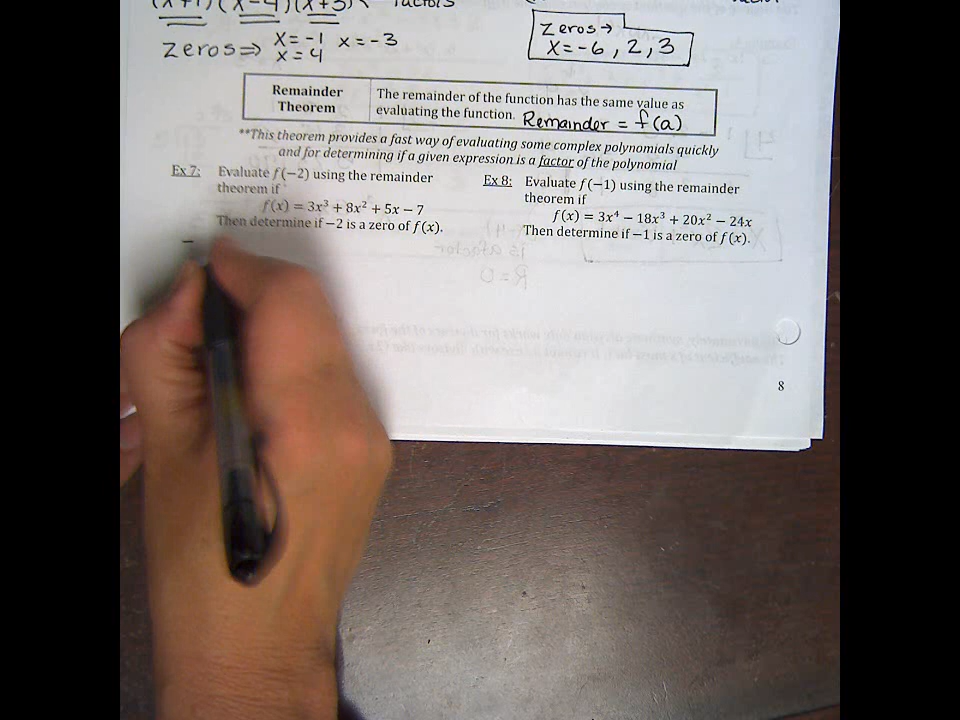 (x+1)(x-4)(x+3) factors
zeros⇒ x=-1 x=-3
x=4
zeros→
x=-6, 2, 3
Remainder Theorem
The remainder of the function has the same value as
evaluating the function. Remainder = f(a)
**This theorem provides a fast way of evaluating some complex polynomials quickly
and for determining if a given expression is a factor of the polynomial
Ex 7: Evaluate f(−2) using the remainder
theorem if
f(x) = 3x³ + 8x² + 5x − 7
Then determine if −2 is a zero of f(x).
Ex 8: Evaluate f(−1) using the remainder
theorem if
f(x) = 3x⁴ − 18x³ + 20x² − 24x
Then determine if −1 is a zero of f(x).
8